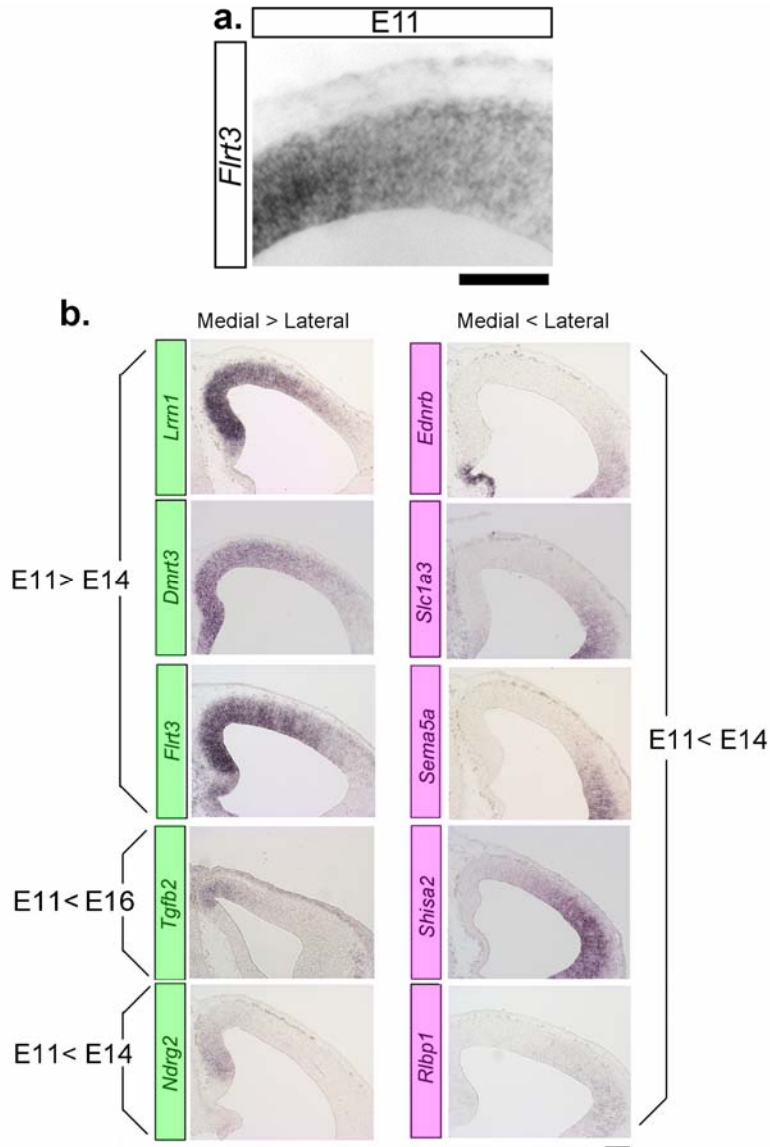 a.
E11
Flrt3
b.
Medial > Lateral
Medial < Lateral
Lrrn1
Dmrt3
Flrt3
E11> E14
Tgfb2
E11< E16
Ndrg2
E11< E14
Ednrb
Slc1a3
Sema5a
Shisa2
Rlbp1
E11< E14